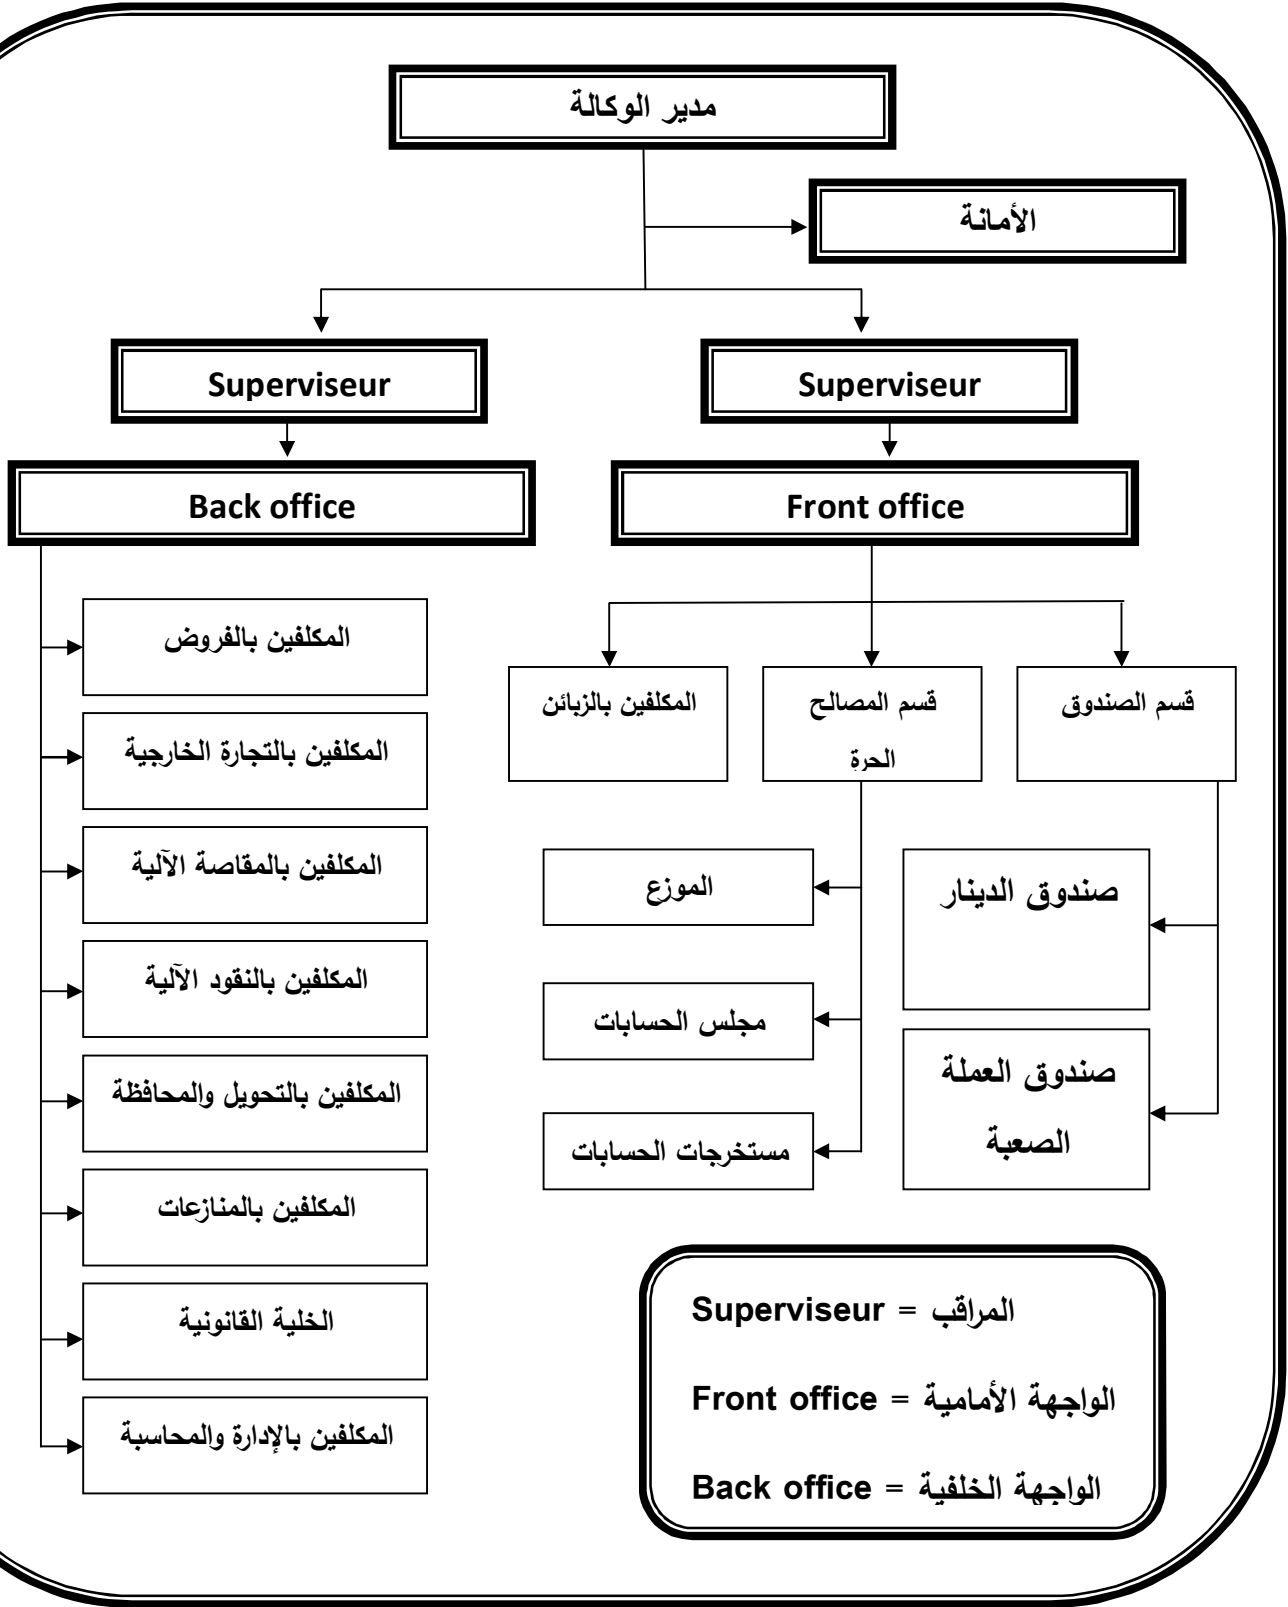 مدير الوكالة
الأمانة
Superviseur
Superviseur
Back office
Front office
المكلفين بالفروض
المكلفين بالتجارة الخارجية
المكلفين بالمقاصة الآلية
المكلفين بالنقود الآلية
المكلفين بالتحويل والمحافظة
المكلفين بالمنازعات
الخلية القانونية
المكلفين بالإدارة والمحاسبة
قسم الصندوق
قسم المصالح
الحرة
المكلفين بالزبائن
صندوق الدينار
صندوق العملة
الصعبة
الموزع
مجلس الحسابات
مستخرجات الحسابات
Superviseur = المراقب
Front office = الواجهة الأمامية
Back office = الواجهة الخلفية